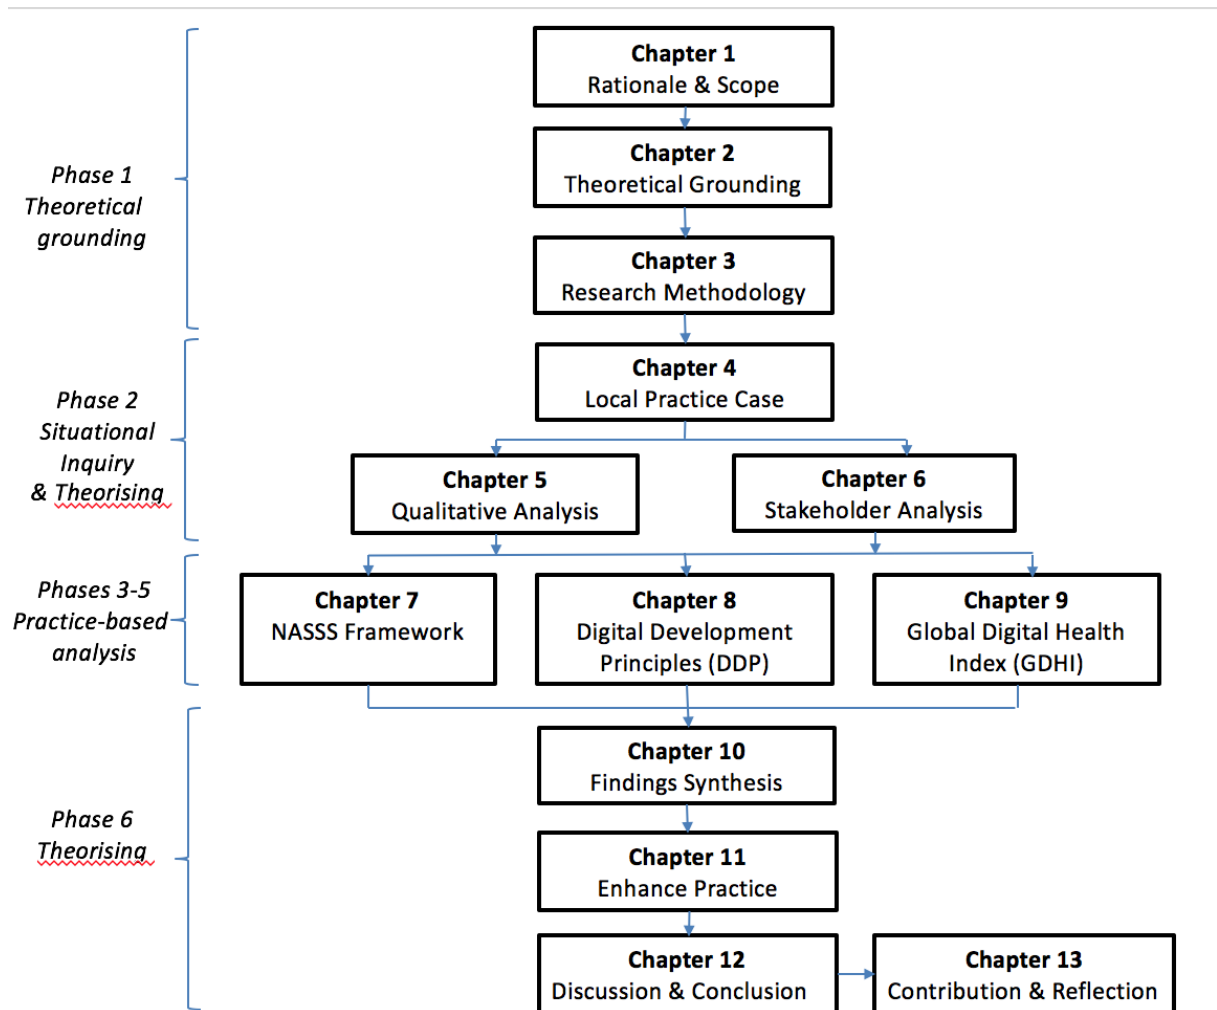 Chapter 1
Rationale & Scope
Chapter 2
Theoretical Grounding
Phase 1
Theoretical
grounding
Chapter 3
Research Methodology
Chapter 4
Local Practice Case
Phase 2
Situational
Inquiry
& Theorising
Chapter 5
Qualitative Analysis
Chapter 6
Stakeholder Analysis
Phases 3-5
Practice-based
analysis
Chapter 7
NASSS Framework
Chapter 8
Digital Development
Principles (DDP)
Chapter 9
Global Digital Health
Index (GDHI)
Chapter 10
Findings Synthesis
Phase 6
Theorising
Chapter 11
Enhance Practice
Chapter 12
Discussion & Conclusion
Chapter 13
Contribution & Reflection